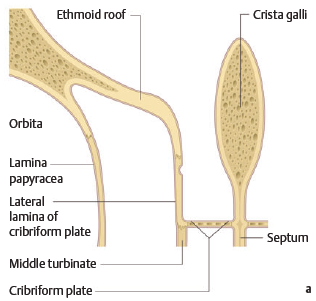 Ethmoid roof
Crista galli
Orbita
Lamina
papyracea
Lateral
lamina of
cribriform plate
Septum
Middle turbinate
Cribriform plate
a